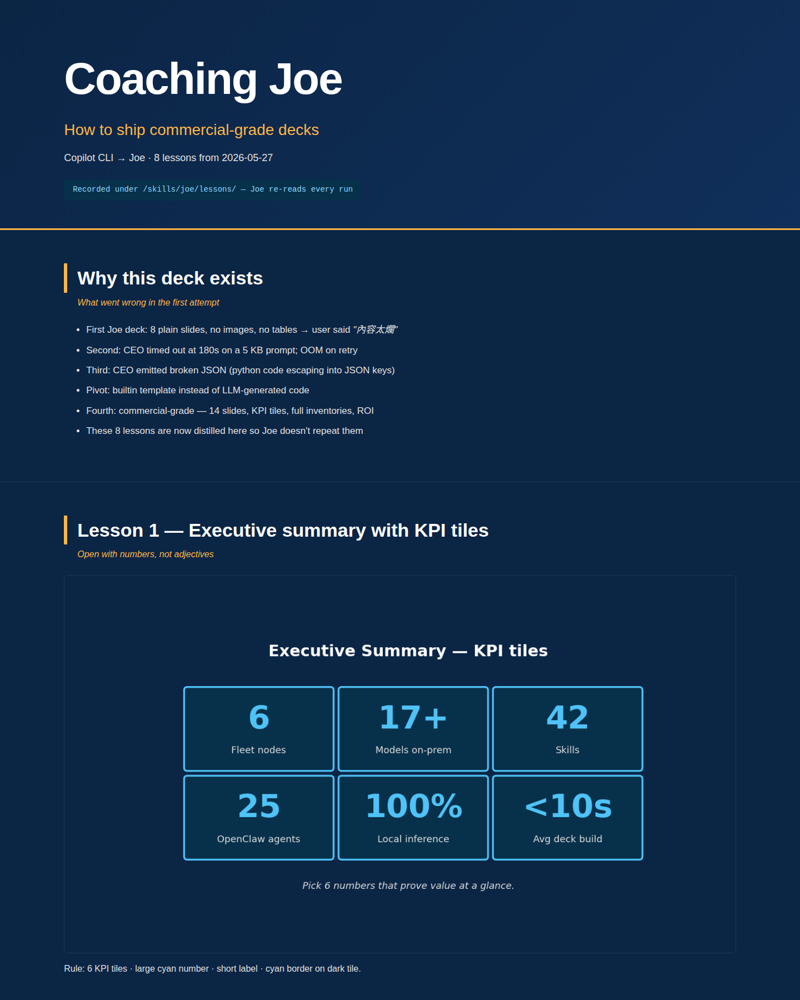 Coaching Joe
How to ship commercial-grade decks
Copilot CLI → Joe · 8 lessons from 2026-05-27
Recorded under /skills/joe/lessons/ — Joe re-reads every run
Why this deck exists
What went wrong in the first attempt
• First Joe deck: 8 plain slides, no images, no tables → user said "內容太爛"
• Second: CEO timed out at 180s on a 5 KB prompt; OOM on retry
• Third: CEO emitted broken JSON (python code escaping into JSON keys)
• Pivot: builtin template instead of LLM-generated code
• Fourth: commercial-grade — 14 slides, KPI tiles, full inventories, ROI
• These 8 lessons are now distilled here so Joe doesn't repeat them
Lesson 1 — Executive summary with KPI tiles
Open with numbers, not adjectives
Executive Summary — KPI tiles
6
Fleet nodes
17+
Models on-prem
42
Skills
25
OpenClaw agents
100%
Local inference
<10s
Avg deck build
Pick 6 numbers that prove value at a glance.
Rule: 6 KPI tiles · large cyan number · short label · cyan border on dark tile.